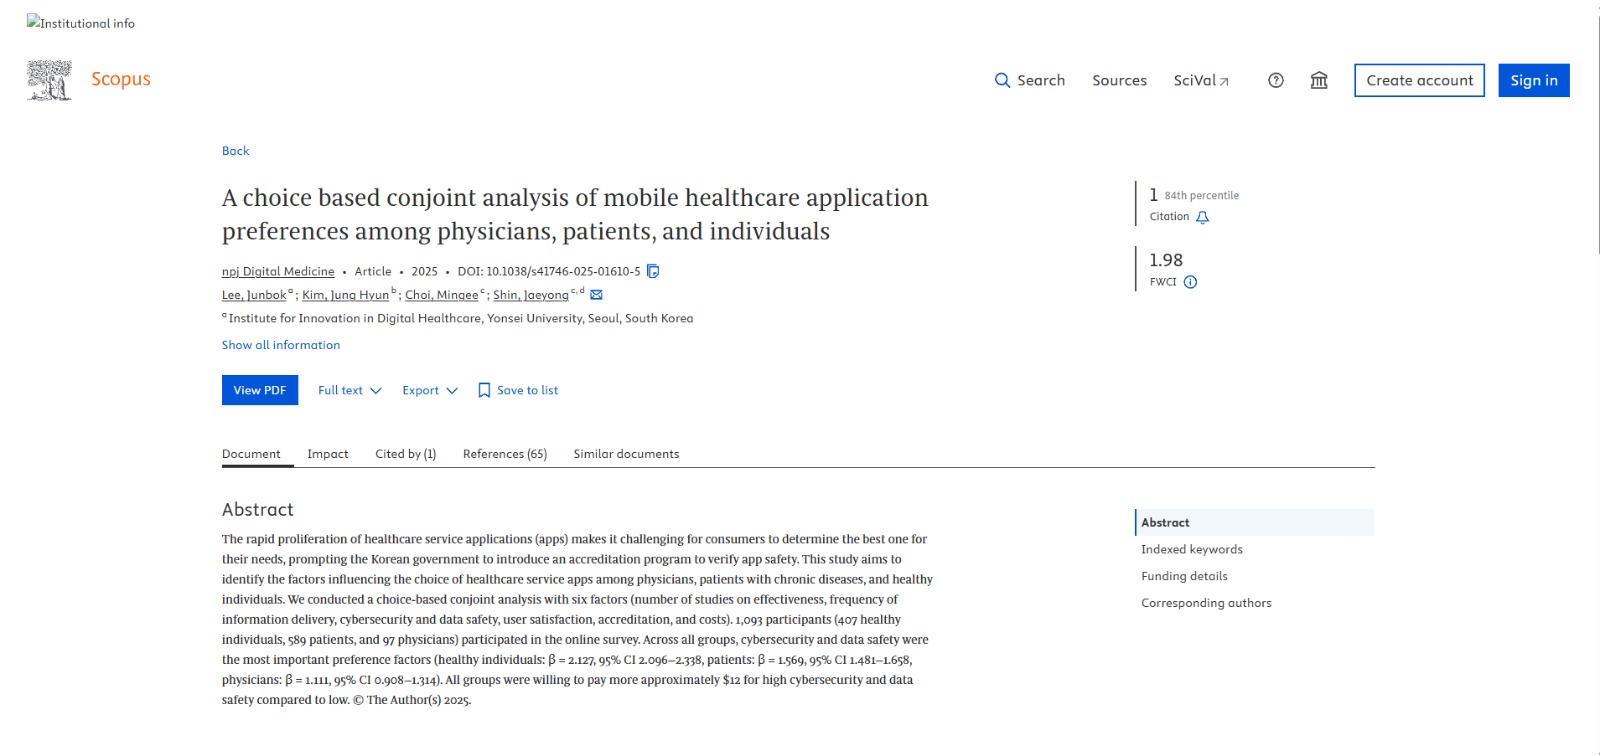 Institutional info
Scopus
Search
Sources
SciVal
Create account
Sign in
Back
A choice based conjoint analysis of mobile healthcare application
preferences among physicians, patients, and individuals
1 84th percentile
Citation
1.98
FWCI
npj Digital Medicine • Article • 2025 • DOI: 10.1038/s41746-025-01610-5
Lee, Junbok a ; Kim, Jung Hyun b ; Choi, Mingee c ; Shin, Jaeyong c, d
a Institute for Innovation in Digital Healthcare, Yonsei University, Seoul, South Korea
Show all information
View PDF
Full text
Export
Save to list
Document
Impact
Cited by (1)
References (65)
Similar documents
Abstract
The rapid proliferation of healthcare service applications (apps) makes it challenging for consumers to determine the best one for
their needs, prompting the Korean government to introduce an accreditation program to verify app safety. This study aims to
identify the factors influencing the choice of healthcare service apps among physicians, patients with chronic diseases, and healthy
individuals. We conducted a choice-based conjoint analysis with six factors (number of studies on effectiveness, frequency of
information delivery, cybersecurity and data safety, user satisfaction, accreditation, and costs). 1,093 participants (407 healthy
individuals, 589 patients, and 97 physicians) participated in the online survey. Across all groups, cybersecurity and data safety were
the most important preference factors (healthy individuals: β = 2.127, 95% CI 2.096–2.338, patients: β = 1.569, 95% CI 1.481–1.658,
physicians: β = 1.111, 95% CI 0.908–1.314). All groups were willing to pay more approximately $12 for high cybersecurity and data
safety compared to low. © The Author(s) 2025.
Abstract
Indexed keywords
Funding details
Corresponding authors